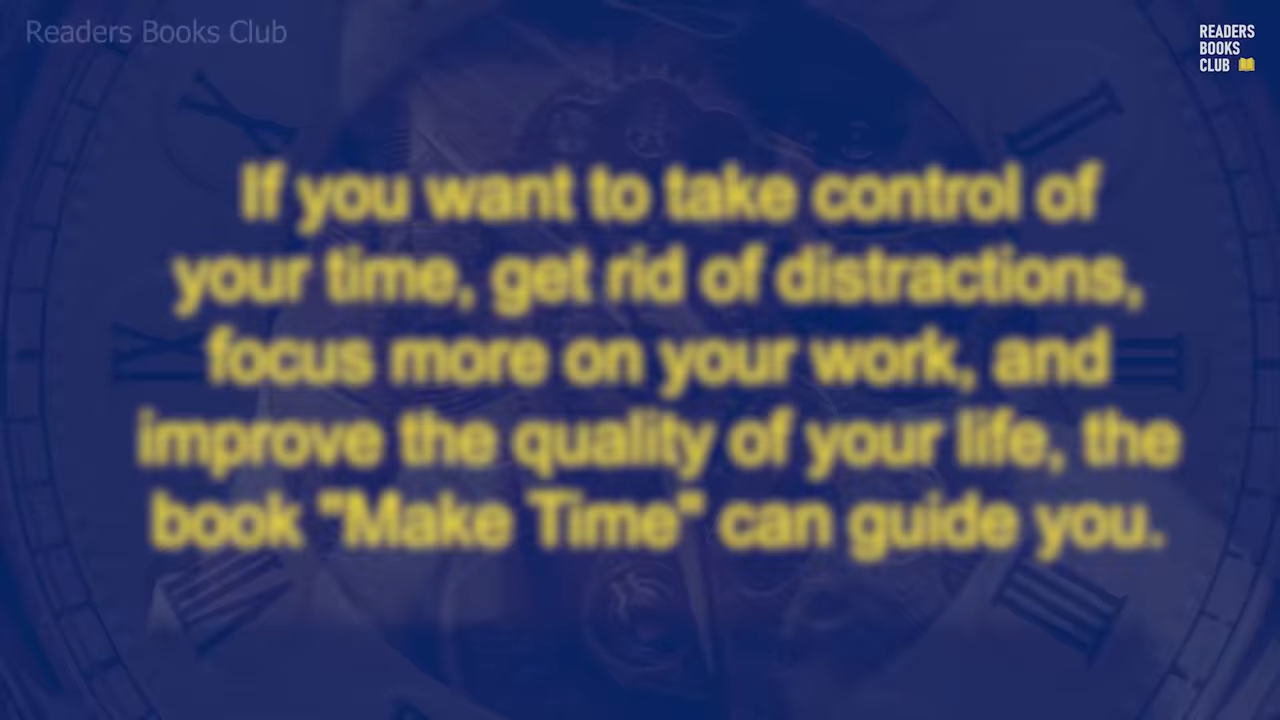 Readers Books Club
READERS
BOOKS
CLUB
If you want to take control of
your time, get rid of distractions,
focus more on your work, and
improve the quality of your life, the
book "Make Time" can guide you.